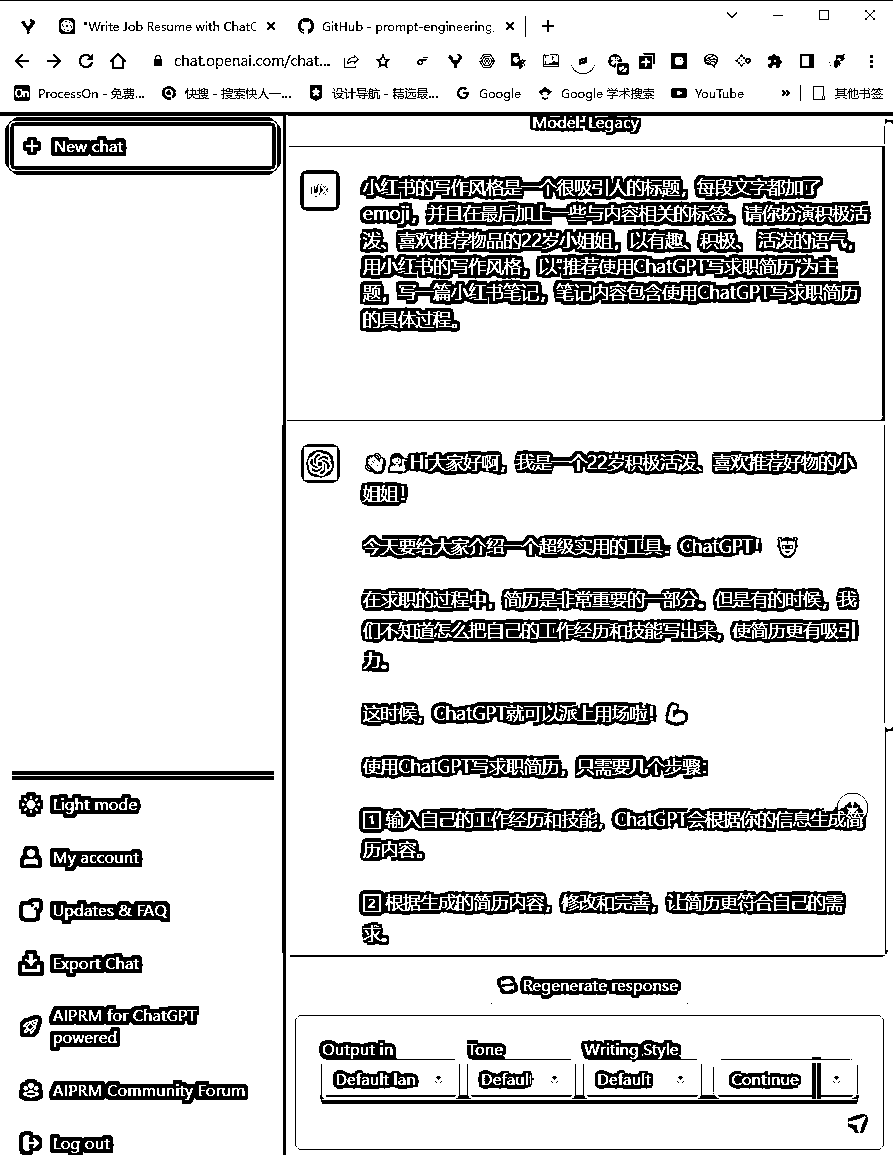 "Write Job Resume with ChatG
GitHub - prompt-engineering.
chat.openai.com/chat...
ProcessOn - 免费...
快搜 - 搜索快人一...
设计导航 - 精选最...
Google
Google 学术搜索
YouTube
其他书签
New chat
Model: Legacy
小红书的写作风格是一个很吸引人的标题，每段文字都加了
emoji，并且在最后加上一些与内容相关的标签。请你扮演积极活
泼、喜欢推荐物品的22岁小姐姐，以有趣、积极、 活泼的语气，
用小红书的写作风格，以“推荐使用ChatGPT写求职简历”为主
题，写一篇小红书笔记，笔记内容包含使用ChatGPT写求职简历
的具体过程。
Hi大家好啊，我是一个22岁积极活泼、喜欢推荐好物的小
姐姐！
今天要给大家介绍一个超级实用的工具：ChatGPT！
在求职的过程中，简历是非常重要的一部分。但是有的时候，我
们不知道怎么把自己的工作经历和技能写出来，使简历更有吸引
力。
这时候，ChatGPT就可以派上用场啦！
使用ChatGPT写求职简历，只需要几个步骤：
1 输入自己的工作经历和技能，ChatGPT会根据你的信息生成简
历内容。
2 根据生成的简历内容，修改和完善，让简历更符合自己的需
求。
Light mode
My account
Updates & FAQ
Export Chat
AIPRM for ChatGPT
powered
AIPRM Community Forum
Log out
Regenerate response
Output in
Tone
Writing Style
Default lan
Defaul
Default
Continue